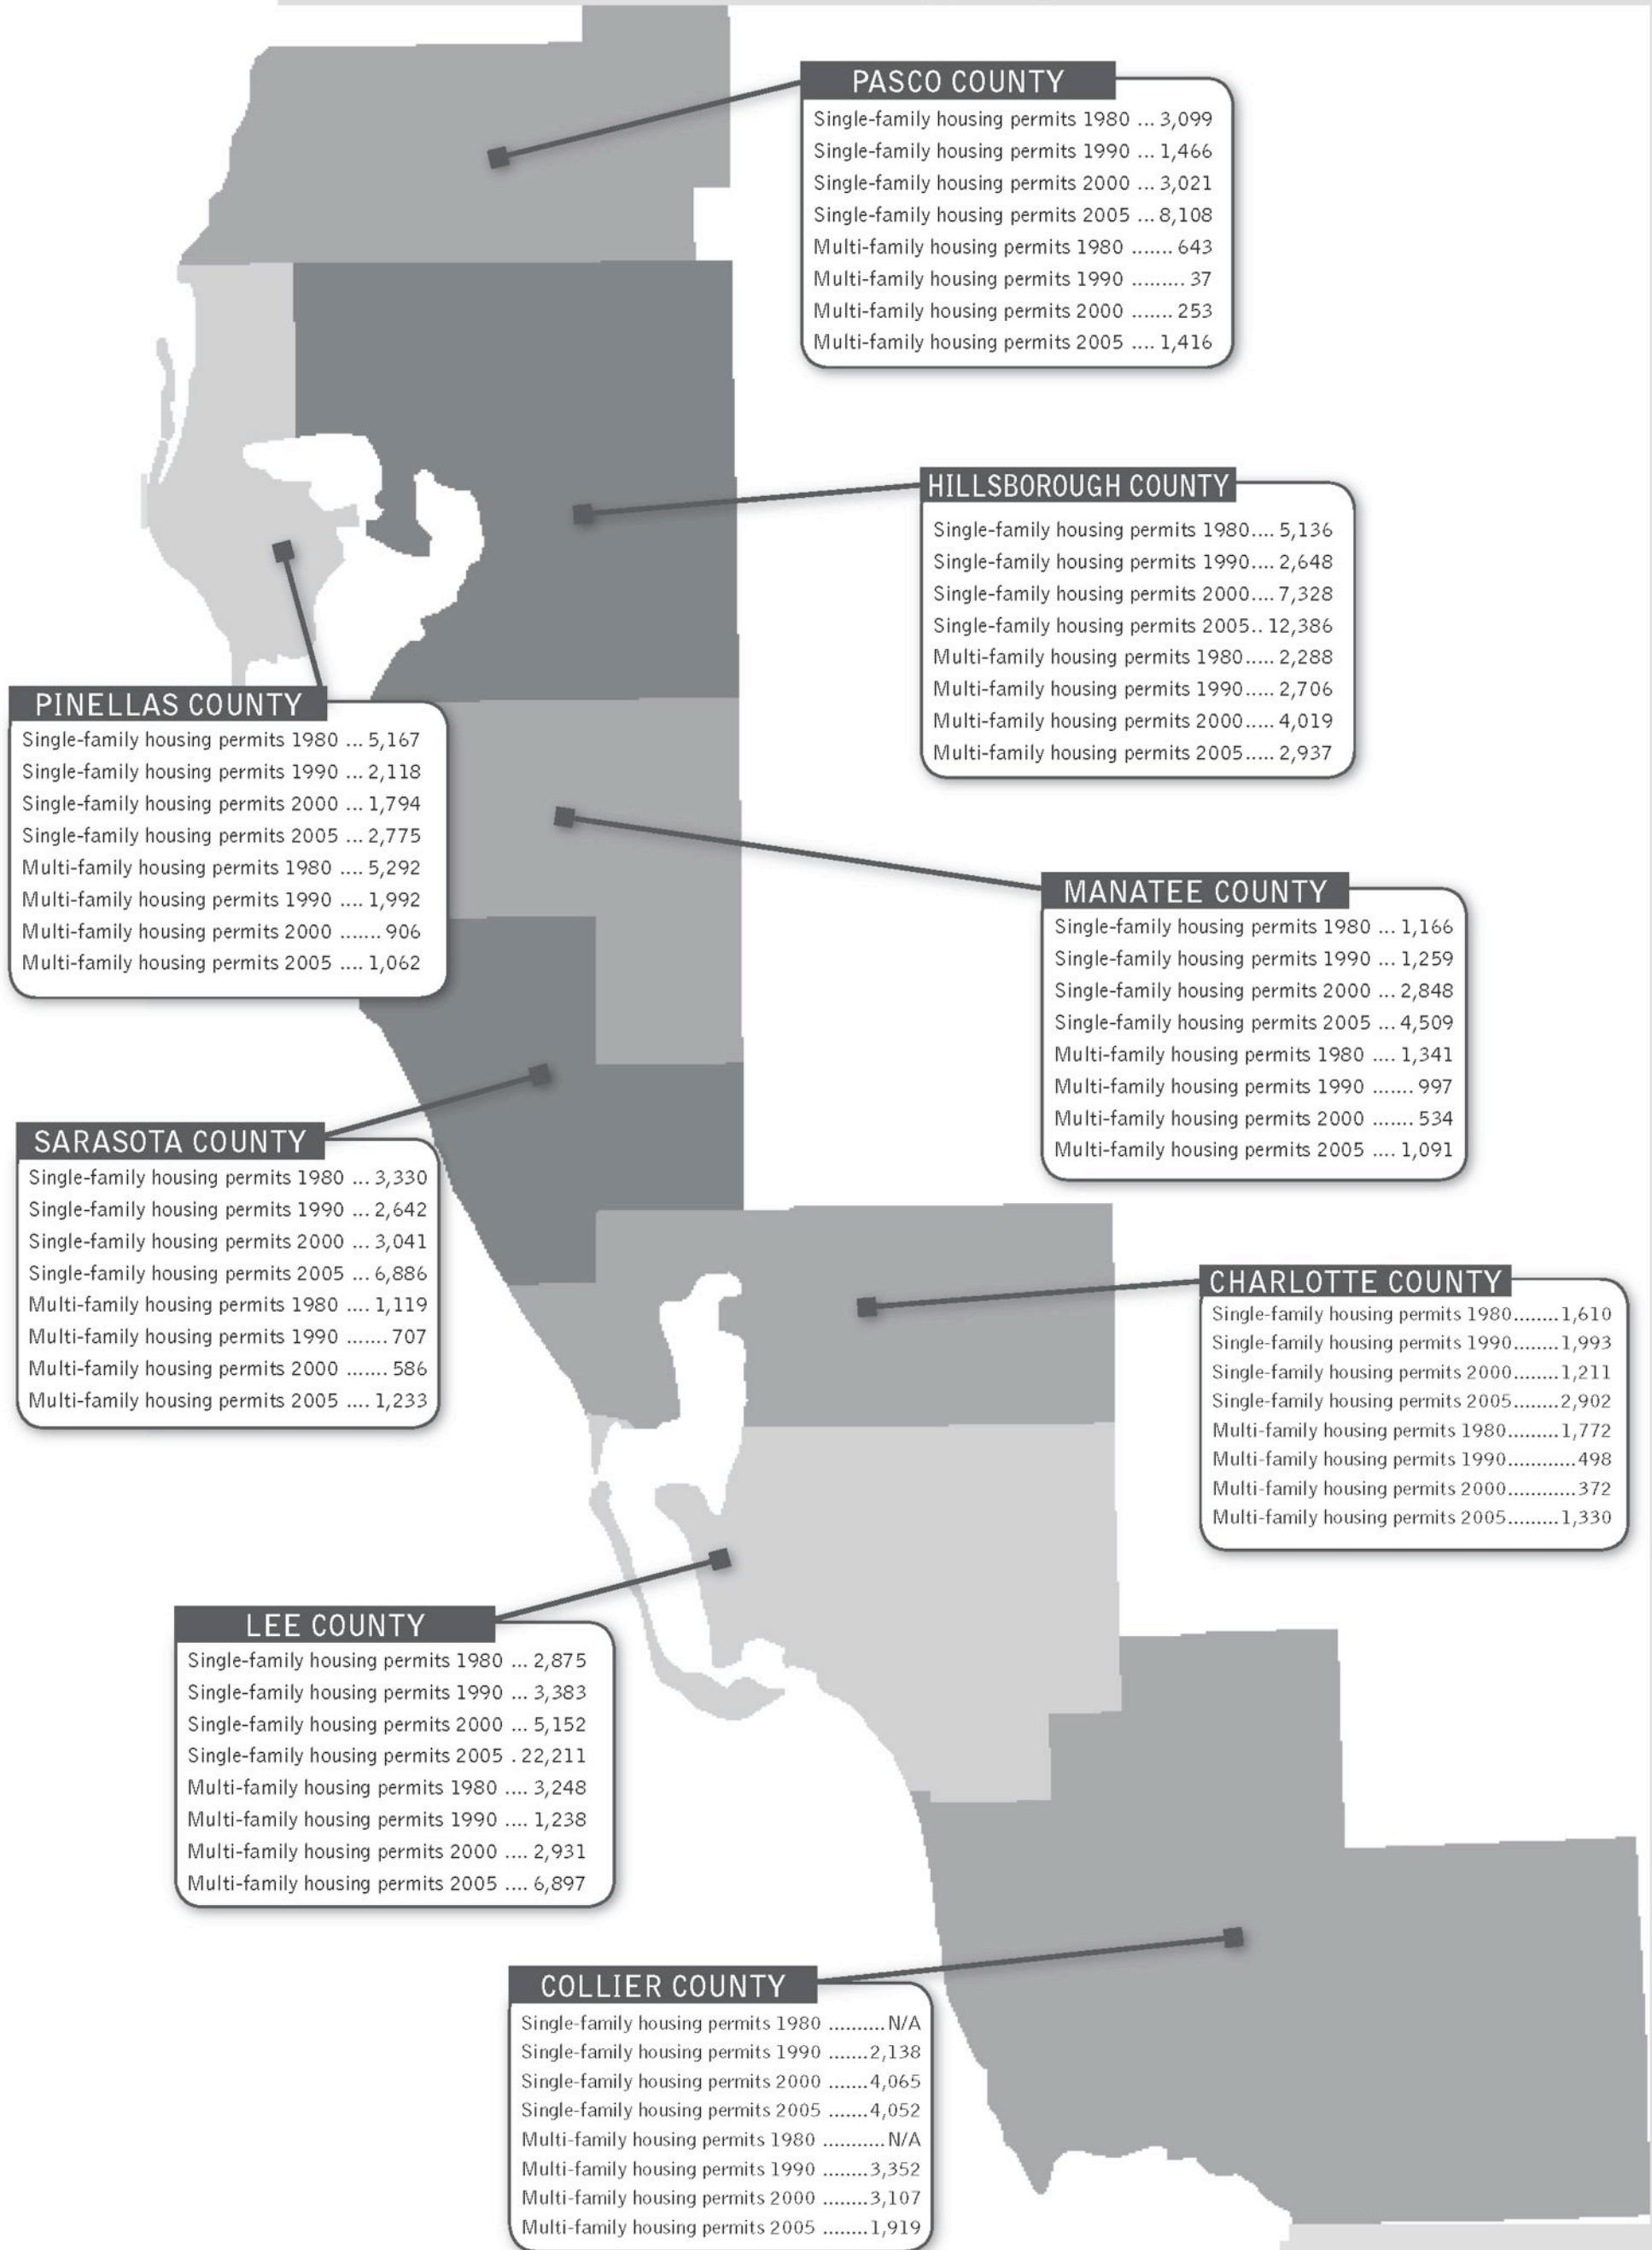 PASCO COUNTY
Single-family housing permits 1980 ... 3,099
Single-family housing permits 1990 ... 1,466
Single-family housing permits 2000 ... 3,021
Single-family housing permits 2005 ... 8,108
Multi-family housing permits 1980 ....... 643
Multi-family housing permits 1990 ......... 37
Multi-family housing permits 2000 ....... 253
Multi-family housing permits 2005 .... 1,416
HILLSBOROUGH COUNTY
Single-family housing permits 1980.... 5,136
Single-family housing permits 1990.... 2,648
Single-family housing permits 2000.... 7,328
Single-family housing permits 2005.. 12,386
Multi-family housing permits 1980..... 2,288
Multi-family housing permits 1990..... 2,706
Multi-family housing permits 2000..... 4,019
Multi-family housing permits 2005..... 2,937
PINELLAS COUNTY
Single-family housing permits 1980 ... 5,167
Single-family housing permits 1990 ... 2,118
Single-family housing permits 2000 ... 1,794
Single-family housing permits 2005 ... 2,775
Multi-family housing permits 1980 .... 5,292
Multi-family housing permits 1990 .... 1,992
Multi-family housing permits 2000 ....... 906
Multi-family housing permits 2005 .... 1,062
MANATEE COUNTY
Single-family housing permits 1980 ... 1,166
Single-family housing permits 1990 ... 1,259
Single-family housing permits 2000 ... 2,848
Single-family housing permits 2005 ... 4,509
Multi-family housing permits 1980 .... 1,341
Multi-family housing permits 1990 ....... 997
Multi-family housing permits 2000 ....... 534
Multi-family housing permits 2005 .... 1,091
SARASOTA COUNTY
Single-family housing permits 1980 ... 3,330
Single-family housing permits 1990 ... 2,642
Single-family housing permits 2000 ... 3,041
Single-family housing permits 2005 ... 6,886
Multi-family housing permits 1980 .... 1,119
Multi-family housing permits 1990 ....... 707
Multi-family housing permits 2000 ....... 586
Multi-family housing permits 2005 .... 1,233
CHARLOTTE COUNTY
Single-family housing permits 1980........1,610
Single-family housing permits 1990........1,993
Single-family housing permits 2000........1,211
Single-family housing permits 2005........2,902
Multi-family housing permits 1980.........1,772
Multi-family housing permits 1990............498
Multi-family housing permits 2000............372
Multi-family housing permits 2005.........1,330
LEE COUNTY
Single-family housing permits 1980 ... 2,875
Single-family housing permits 1990 ... 3,383
Single-family housing permits 2000 ... 5,152
Single-family housing permits 2005 . 22,211
Multi-family housing permits 1980 .... 3,248
Multi-family housing permits 1990 .... 1,238
Multi-family housing permits 2000 .... 2,931
Multi-family housing permits 2005 .... 6,897
COLLIER COUNTY
Single-family housing permits 1980 ..........N/A
Single-family housing permits 1990 .......2,138
Single-family housing permits 2000 .......4,065
Single-family housing permits 2005 .......4,052
Multi-family housing permits 1980 ...........N/A
Multi-family housing permits 1990 ........3,352
Multi-family housing permits 2000 ........3,107
Multi-family housing permits 2005 ........1,919